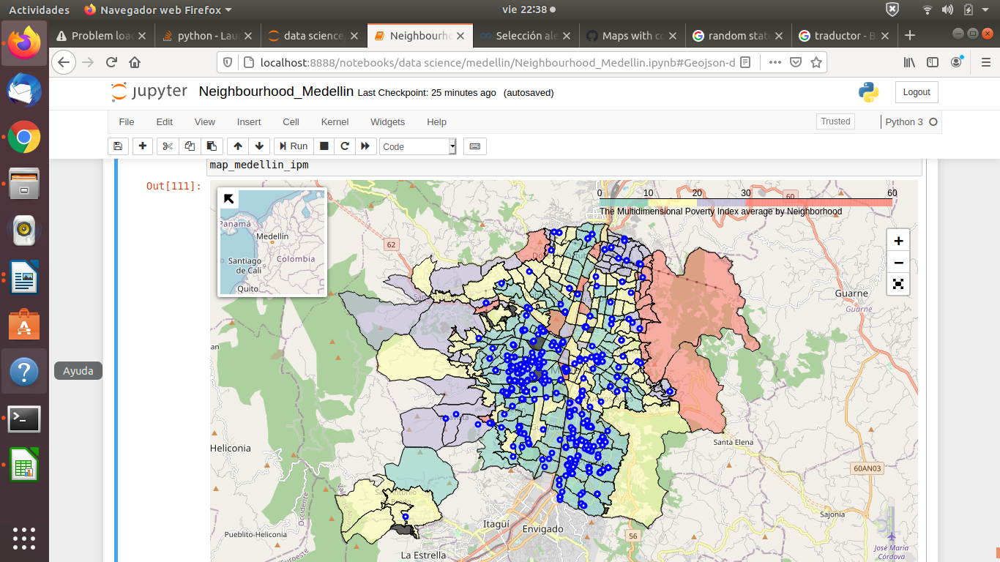 Actividades
Navegador web Firefox
vie 22:38
Problem loa
python - Lau
data science
Neighbourh
Selección ale
Maps with c
random stat
traductor - B
localhost:8888/notebooks/data science/medellin/Neighbourhood_Medellin.ipynb#Geojson-d
jupyter
Neighbourhood_Medellin Last Checkpoint: 25 minutes ago (autosaved)
Logout
File Edit View Insert Cell Kernel Widgets Help
Trusted
Python 3
Run
Code
map_medellin_ipm
Out[111]:
0 10 20 30 60
The Multidimensional Poverty Index average by Neighborhood
60
62
Panamá
Medellín
Colombia
Santiago
de Cali
Quito
+
−
Guarne
Guarne
Ayuda
Heliconia
Santa Elena
60AN03
Occidente
Pueblito-Heliconia
Itagüí
Envigado
56
Sajonia
La Estrella
José María
Córdova